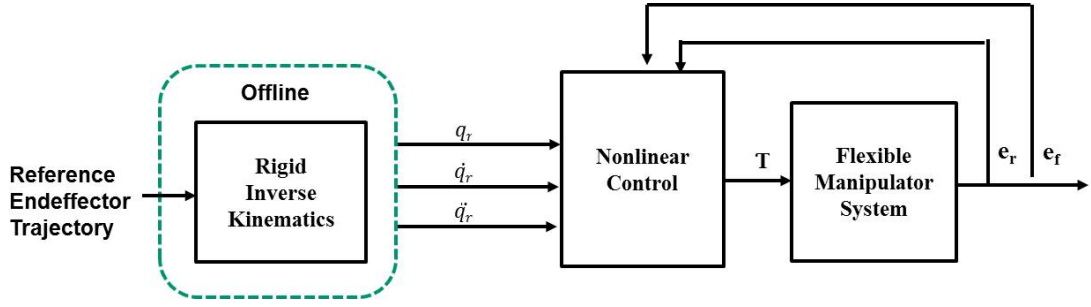 Offline
Reference
Endeffector
Trajectory
Rigid
Inverse
Kinematics
q_r
q̇_r
q̈_r
Nonlinear
Control
T
Flexible
Manipulator
System
e_r
e_f